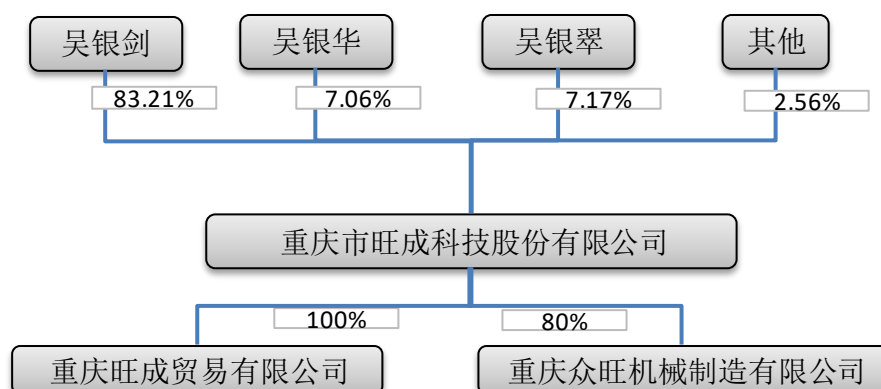 吴银剑
吴银华
吴银翠
其他
83.21%
7.06%
7.17%
2.56%
重庆市旺成科技股份有限公司
100%
80%
重庆旺成贸易有限公司
重庆众旺机械制造有限公司